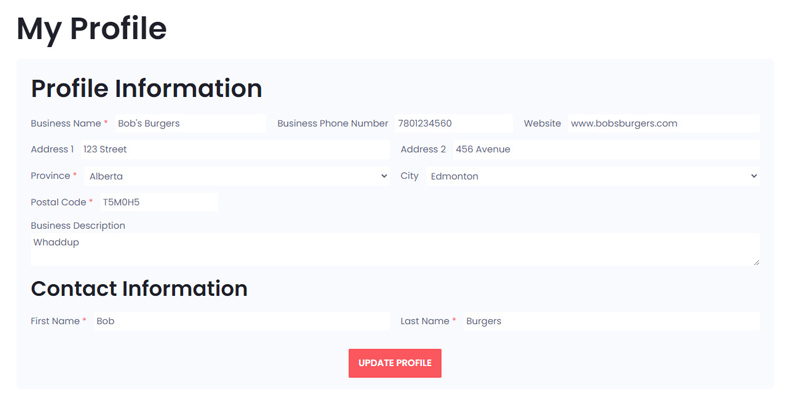 My Profile
Profile Information
Business Name * Bob's Burgers Business Phone Number 7801234560 Website www.bobsburgers.com
Address 1 123 Street Address 2 456 Avenue
Province * Alberta City Edmonton
Postal Code * T5M0H5
Business Description
Whaddup
Contact Information
First Name * Bob Last Name * Burgers
UPDATE PROFILE